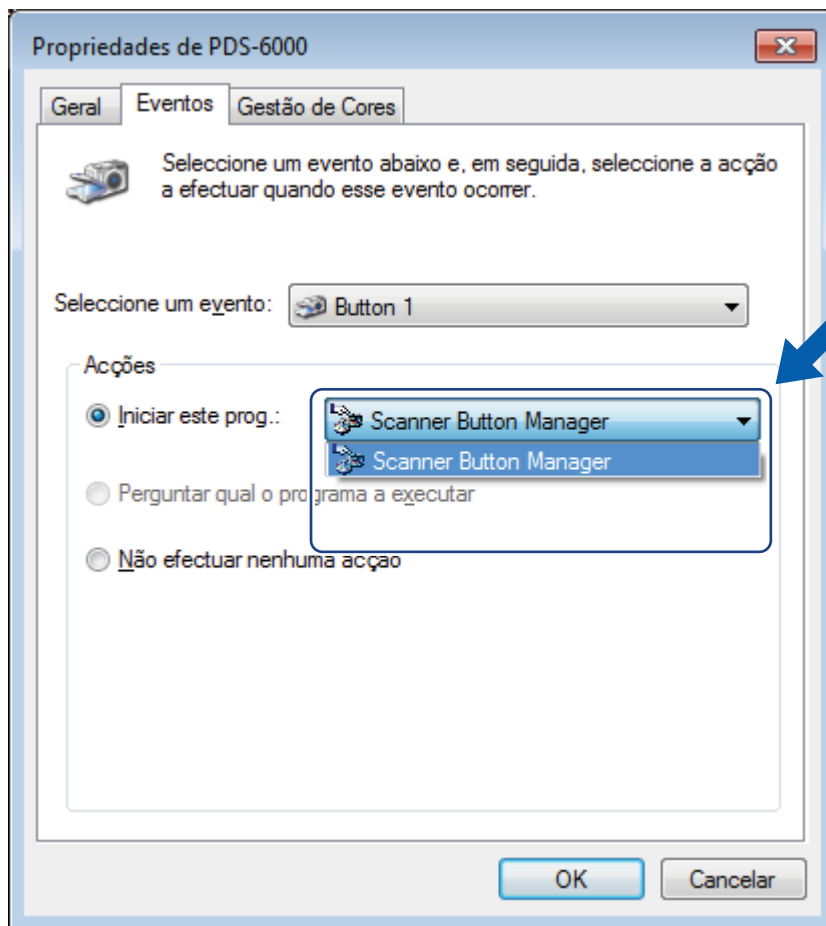 Propriedades de PDS-6000
Geral Eventos Gestão de Cores
Seleccione um evento abaixo e, em seguida, seleccione a acção
a efectuar quando esse evento ocorrer.
Seleccione um evento: Button 1
Acções
Iniciar este prog.: Scanner Button Manager
Scanner Button Manager
Perguntar qual o programa a executar
Não efectuar nenhuma acção
OK Cancelar